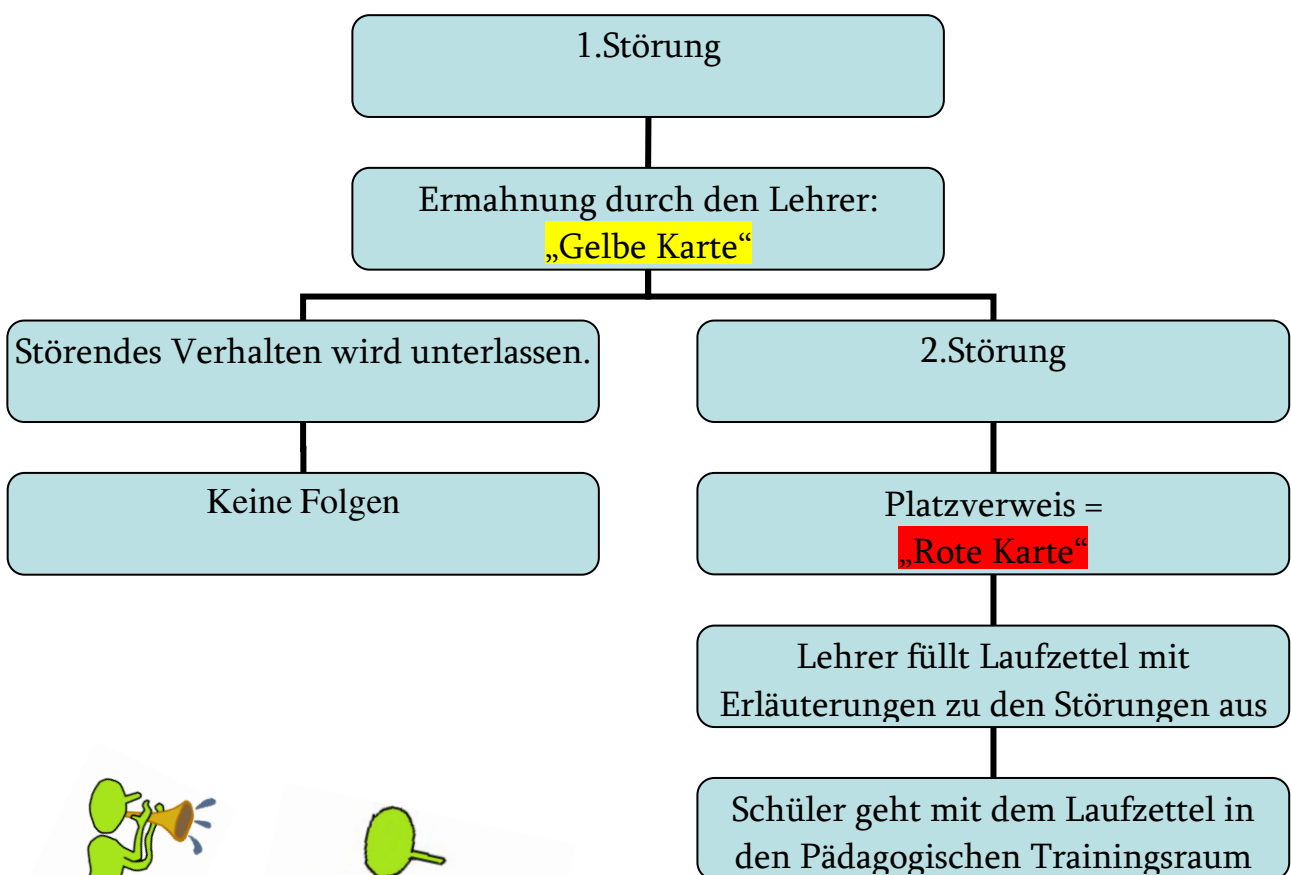 1.Störung
Ermahnung durch den Lehrer:
„Gelbe Karte“
Störendes Verhalten wird unterlassen.
Keine Folgen
2.Störung
Platzverweis =
„Rote Karte“
Lehrer füllt Laufzettel mit
Erläuterungen zu den Störungen aus
Schüler geht mit dem Laufzettel in
den Pädagogischen Trainingsraum